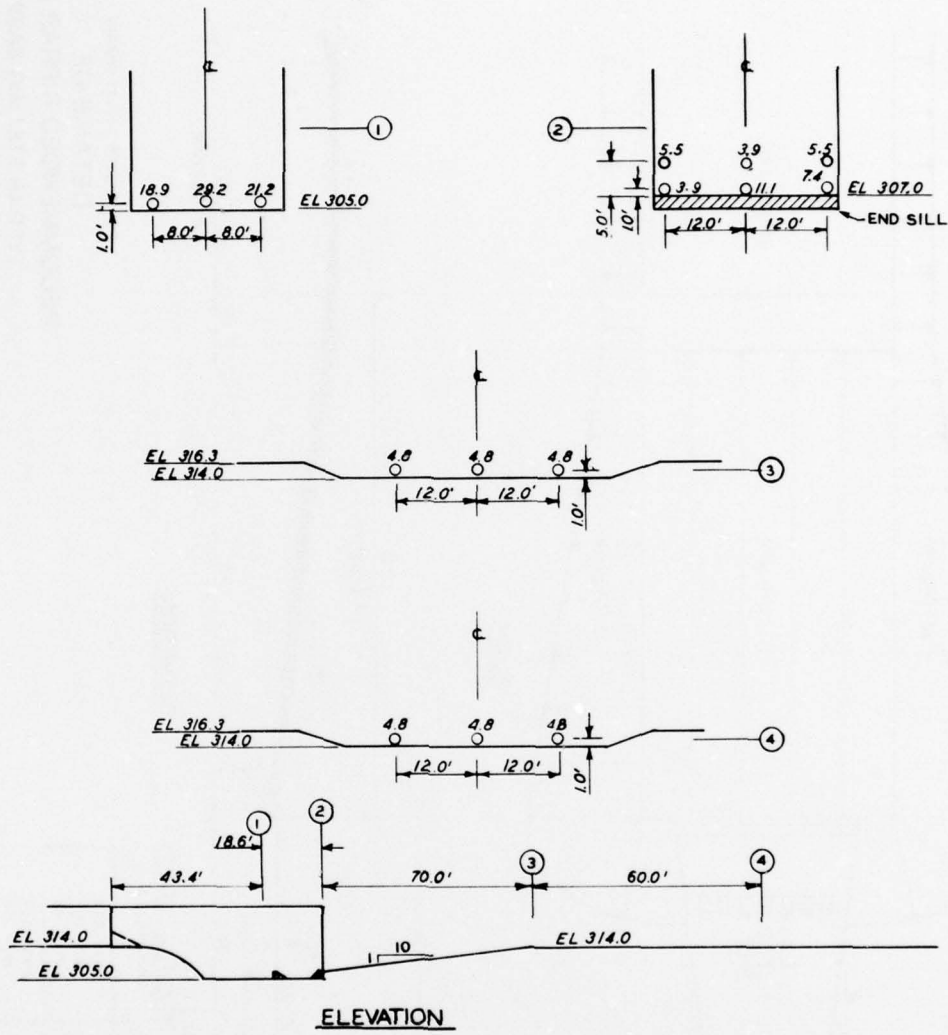 ℄
1
18.9 29.2 21.2
EL 305.0
1.0'
8.0' 8.0'
℄
2
5.5 3.9 5.5
3.9 11.1 7.4
EL 307.0
END SILL
5.0'
1.0'
12.0' 12.0'
℄
EL 316.3
EL 314.0
4.8 4.8 4.8
3
12.0' 12.0'
1.0'
℄
EL 316.3
EL 314.0
4.8 4.8 4.8
4
12.0' 12.0'
1.0'
1
2
18.6'
3
4
43.4'
70.0'
60.0'
EL 314.0
EL 305.0
1
10
EL 314.0
ELEVATION